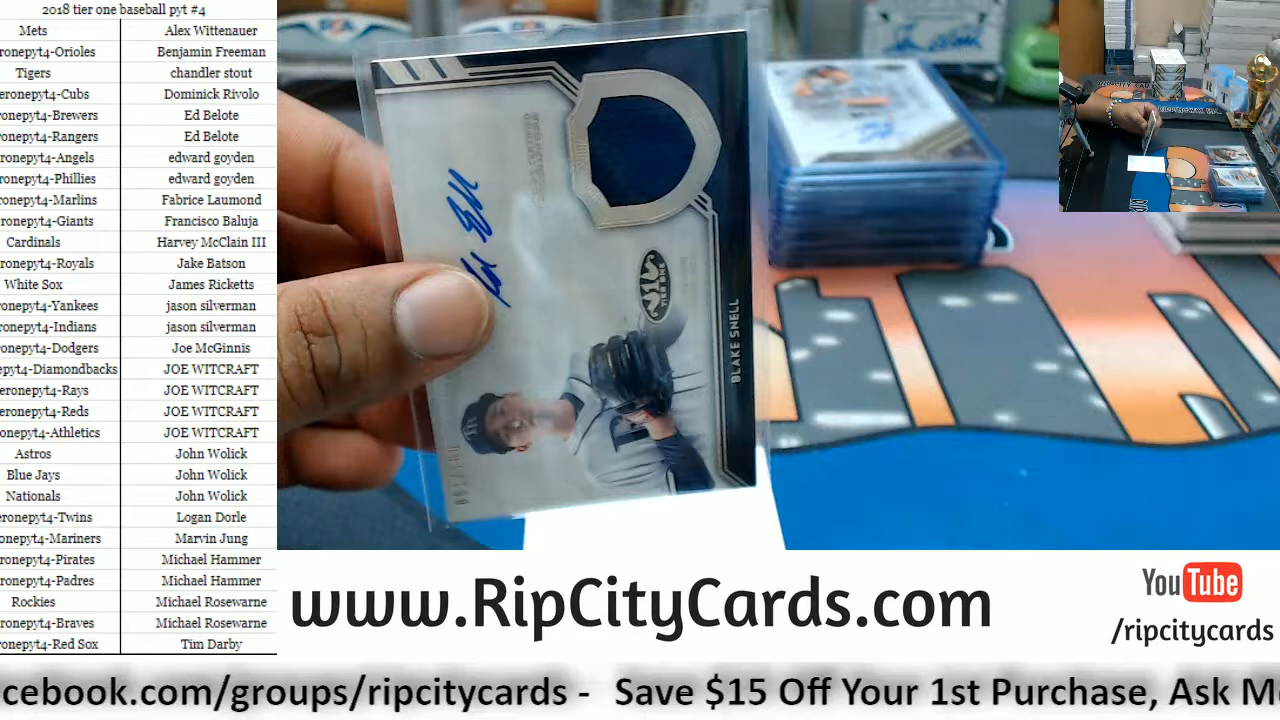 2018 tier one baseball pyt #4
Mets Alex Wittenauer
eronepyt4-Orioles Benjamin Freeman
Tigers chandler stout
eronepyt4-Cubs Dominick Rivolo
ronepyt4-Brewers Ed Belote
ronepyt4-Rangers Ed Belote
ronepyt4-Angels edward goyden
ronepyt4-Phillies edward goyden
ronepyt4-Marlins Fabrice Laumond
ronepyt4-Giants Francisco Baluja
Cardinals Harvey McClain III
ronepyt4-Royals Jake Batson
White Sox James Ricketts
onepyt4-Yankees jason silverman
ronepyt4-Indians jason silverman
ronepyt4-Dodgers Joe McGinnis
epyt4-Diamondbacks JOE WITCRAFT
eronepyt4-Rays JOE WITCRAFT
eronepyt4-Reds JOE WITCRAFT
onepyt4-Athletics JOE WITCRAFT
Astros John Wolick
Blue Jays John Wolick
Nationals John Wolick
eronepyt4-Twins Logan Dorle
onepyt4-Mariners Marvin Jung
ronepyt4-Pirates Michael Hammer
ronepyt4-Padres Michael Hammer
Rockies Michael Rosewarne
ronepyt4-Braves Michael Rosewarne
ronepyt4-Red Sox Tim Darby
TIER ONE
BLAKE SNELL
www.RipCityCards.com
YouTube
/ripcitycards
cebook.com/groups/ripcitycards - Save $15 Off Your 1st Purchase, Ask M